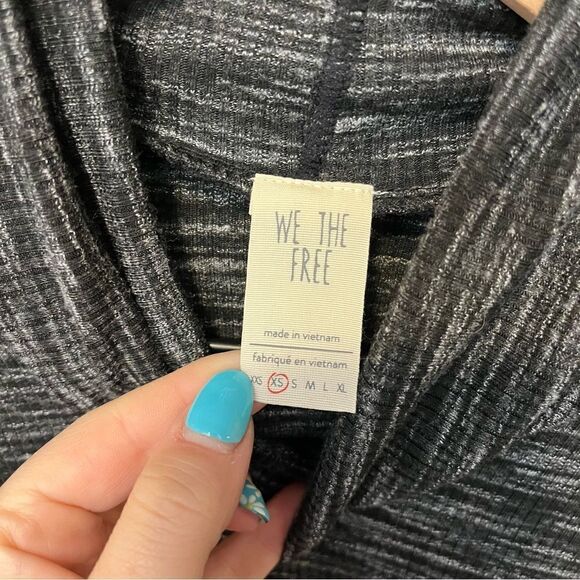 WE THE
FREE
made in vietnam
fabriqué en vietnam
XXS XS S M L XL